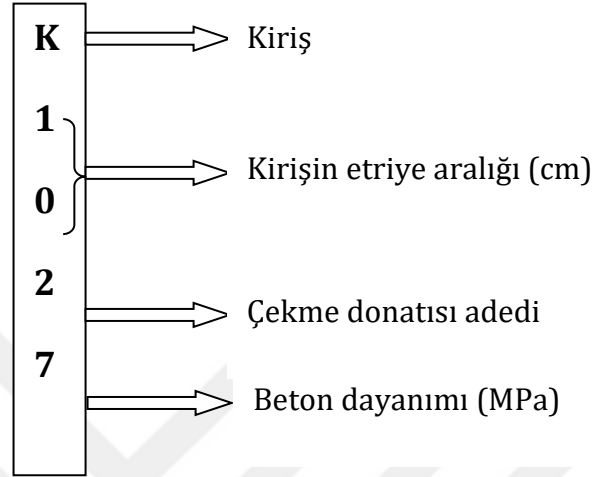 K Kiriş
1
Kirişin etriye aralığı (cm)
0
2
Çekme donatısı adedi
7
Beton dayanımı (MPa)